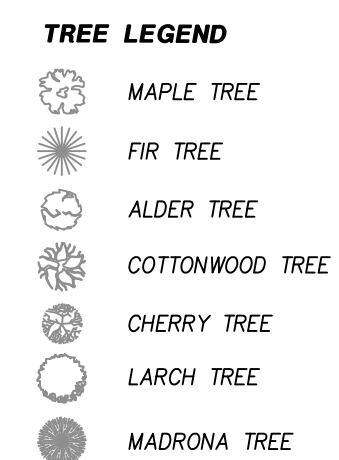 TREE LEGEND
MAPLE TREE
FIR TREE
ALDER TREE
COTTONWOOD TREE
CHERRY TREE
LARCH TREE
MADRONA TREE